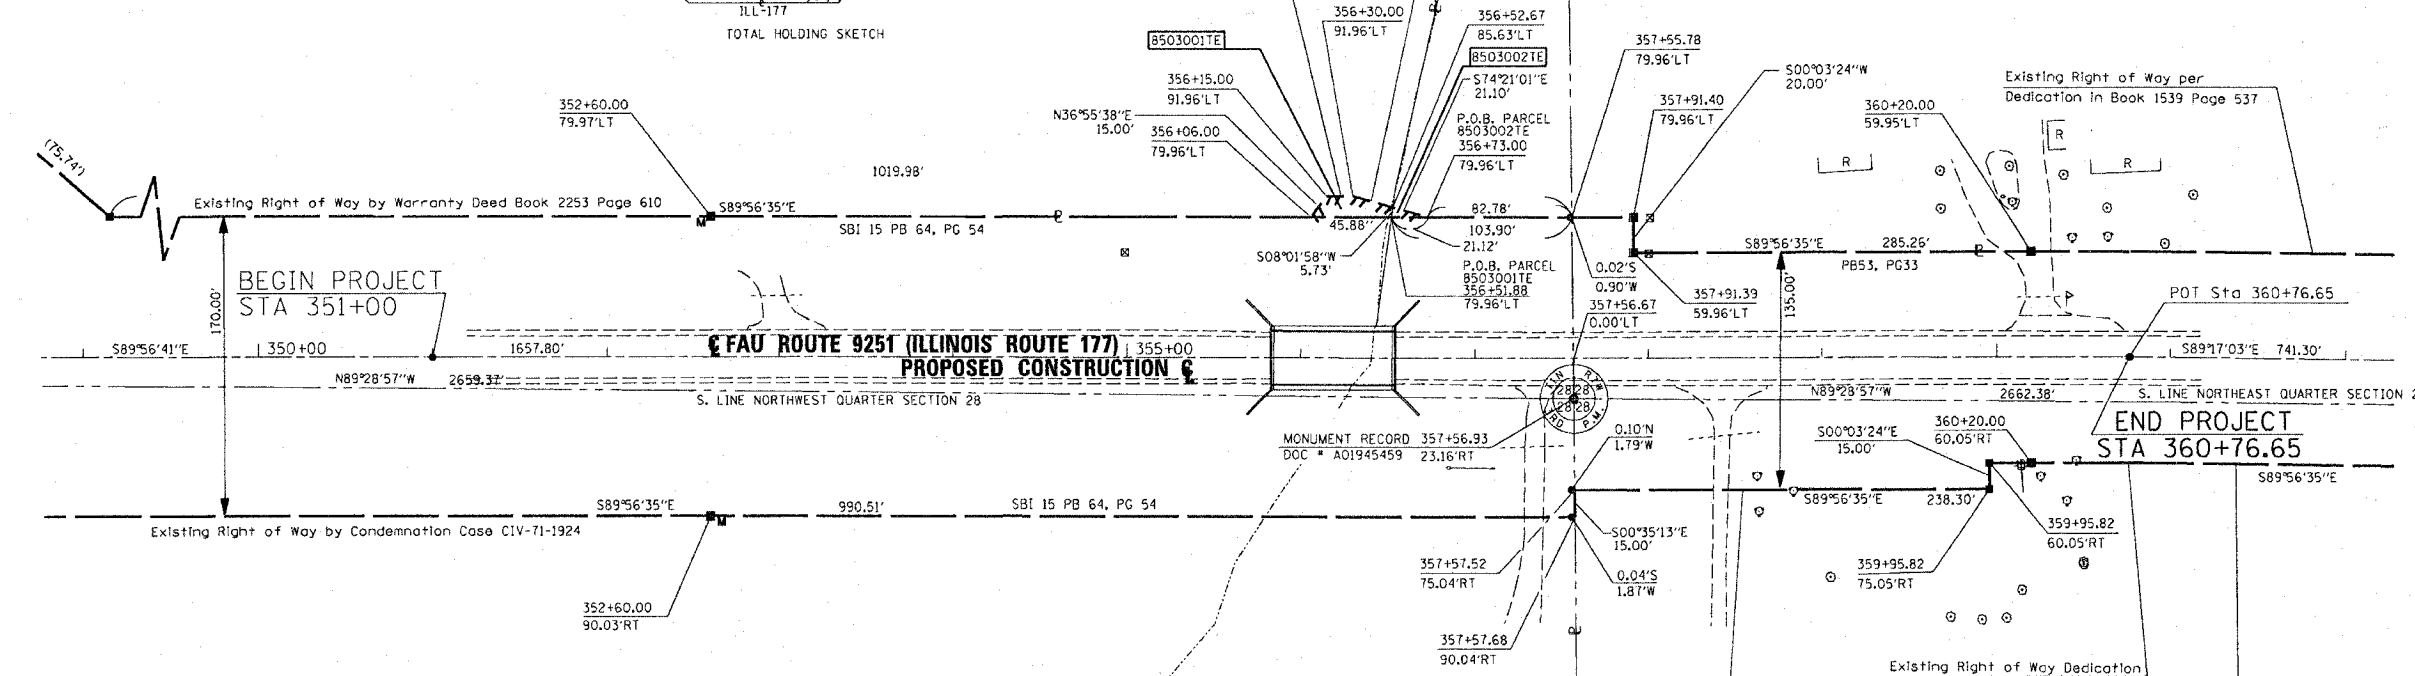 ILL-177
TOTAL HOLDING SKETCH
356+30.00
91.96'LT
356+52.67
85.63'LT
8503001TE
8503002TE
357+55.78
79.96'LT
S74°21'01"E
21.10'
S00°03'24"W
20.00'
Existing Right of Way per
Dedication in Book 1539 Page 537
352+60.00
79.97'LT
356+15.00
91.96'LT
N36°55'38"E
15.00'
356+06.00
79.96'LT
P.O.B. PARCEL
8503002TE
356+73.00
79.96'LT
357+91.40
79.96'LT
360+20.00
59.95'LT
R
R
R
(75.74')
1019.98'
Existing Right of Way by Warranty Deed Book 2253 Page 610
S89°56'35"E
M
SBI 15 PB 64, PG 54
45.88"
82.78'
103.90'
21.12'
S08°01'58"W
5.73'
P.O.B. PARCEL
8503001TE
356+51.88
79.96'LT
0.02'S
0.90'W
357+56.67
0.00'LT
357+91.39
59.96'LT
S89°56'35"E
285.26'
PB53, PG33
135.00'
170.00'
BEGIN PROJECT
STA 351+00
POT Sta 360+76.65
P
S89°56'41"E
350+00
1657.80'
℄ FAU ROUTE 9251 (ILLINOIS ROUTE 177)
355+00
PROPOSED CONSTRUCTION ℄
S89°17'03"E 741.30'
N89°28'57"W 2659.37'
S. LINE NORTHWEST QUARTER SECTION 28
28 28
28 28
P.M.
N89°28'57"W
2662.38'
S. LINE NORTHEAST QUARTER SECTION
END PROJECT
STA 360+76.65
MONUMENT RECORD 357+56.93
DOC # A01945459 23.16'RT
0.10'N
1.79'W
S00°03'24"E
15.00'
360+20.00
60.05'RT
S89°56'35"E
S89°56'35"E
990.51'
SBI 15 PB 64, PG 54
M
S89°56'35"E
238.30'
Existing Right of Way by Condemnation Case CIV-71-1924
S00°35'13"E
15.00'
357+57.52
75.04'RT
0.04'S
1.87'W
359+95.82
60.05'RT
359+95.82
75.05'RT
352+60.00
90.03'RT
357+57.68
90.04'RT
Existing Right of Way Dedication